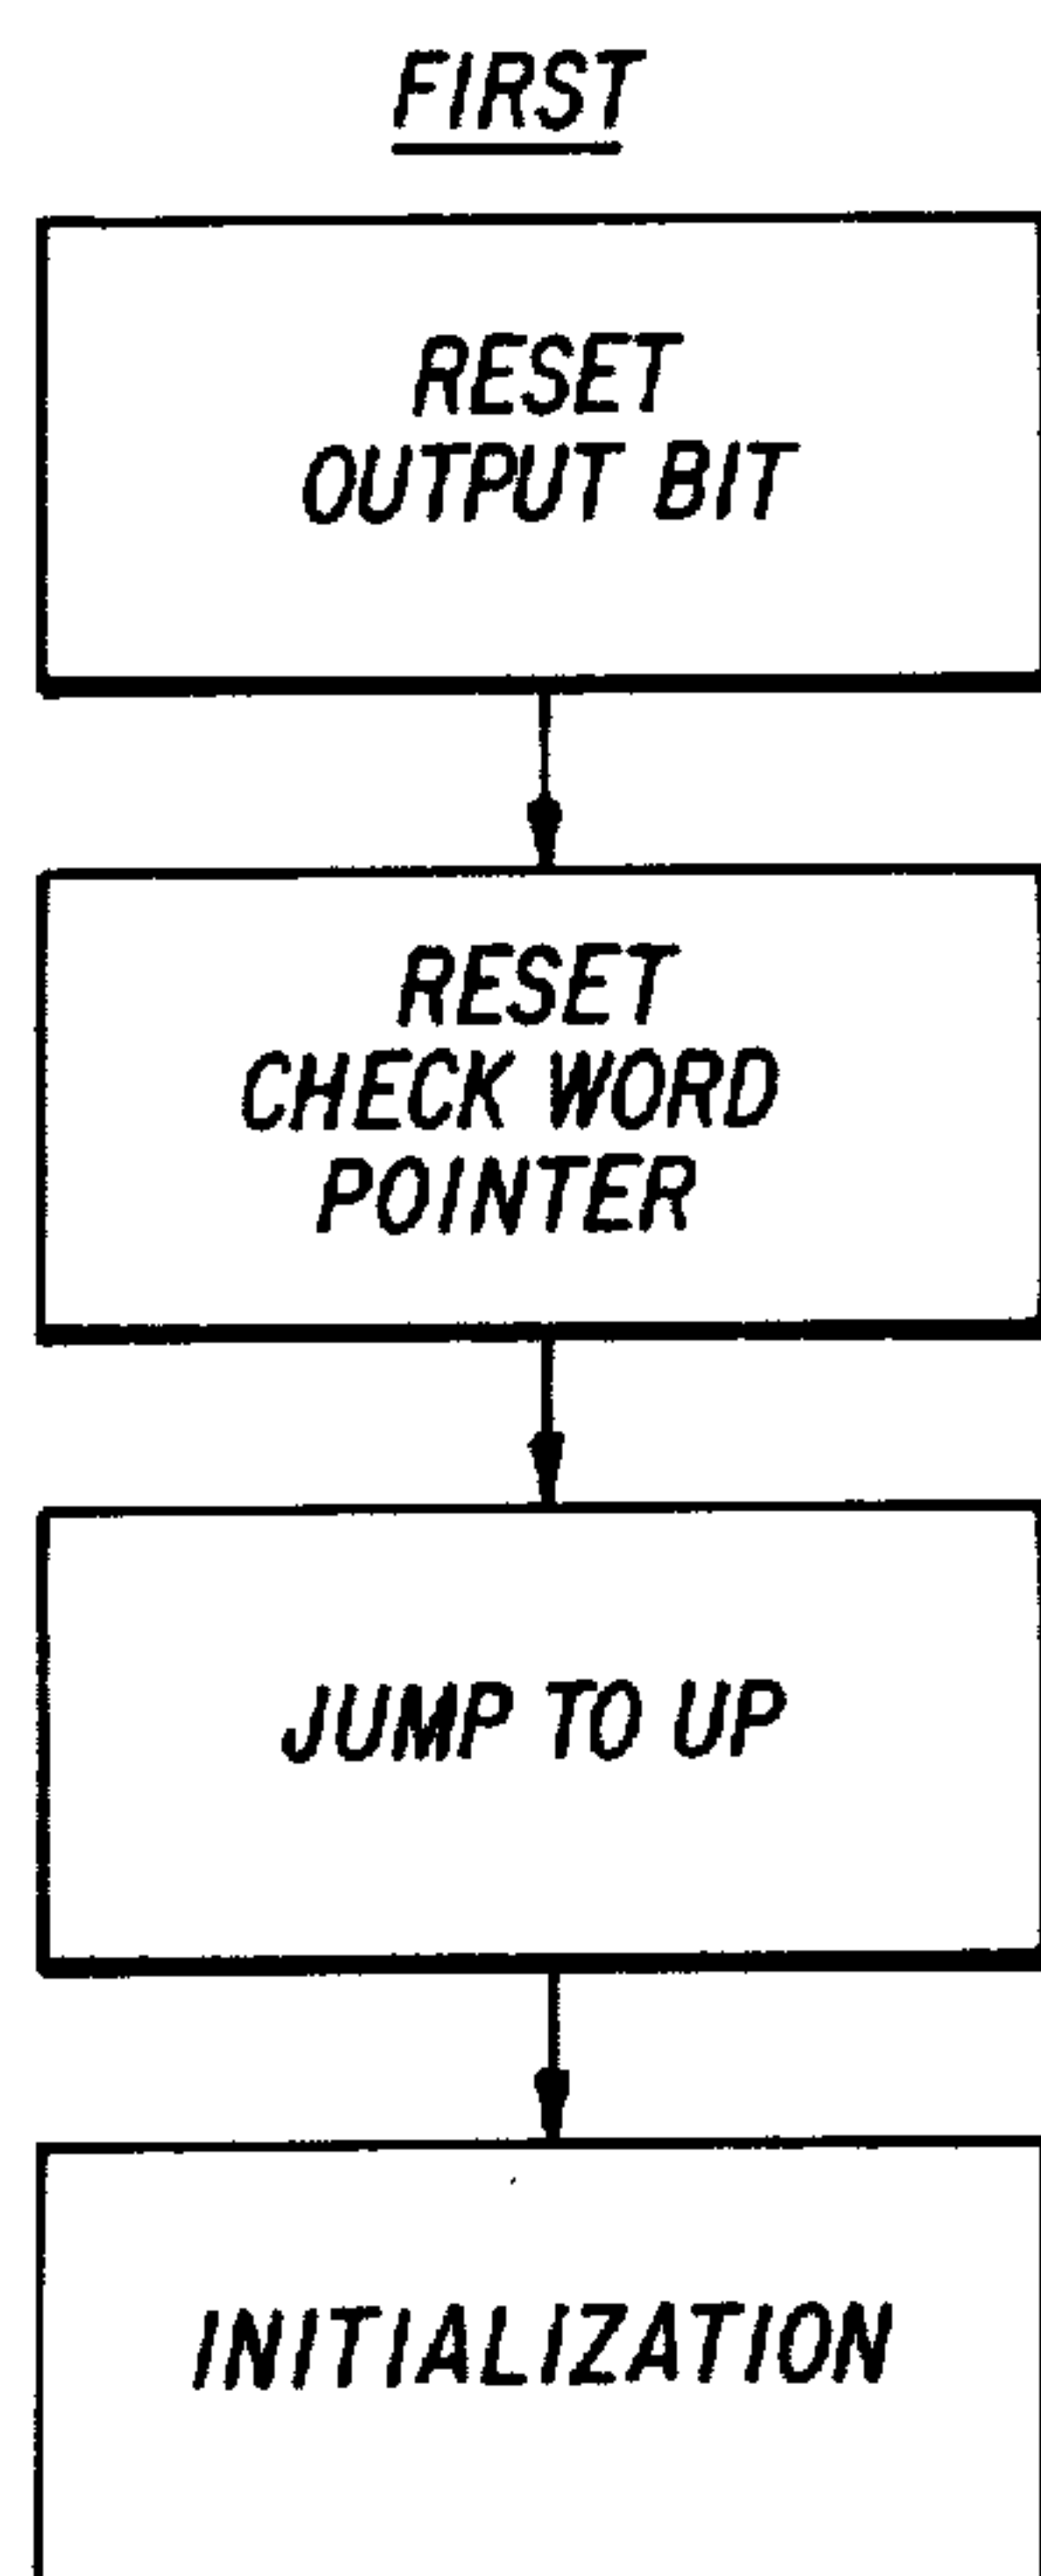 FIRST
RESET
OUTPUT BIT
RESET
CHECK WORD
POINTER
JUMP TO UP
INITIALIZATION